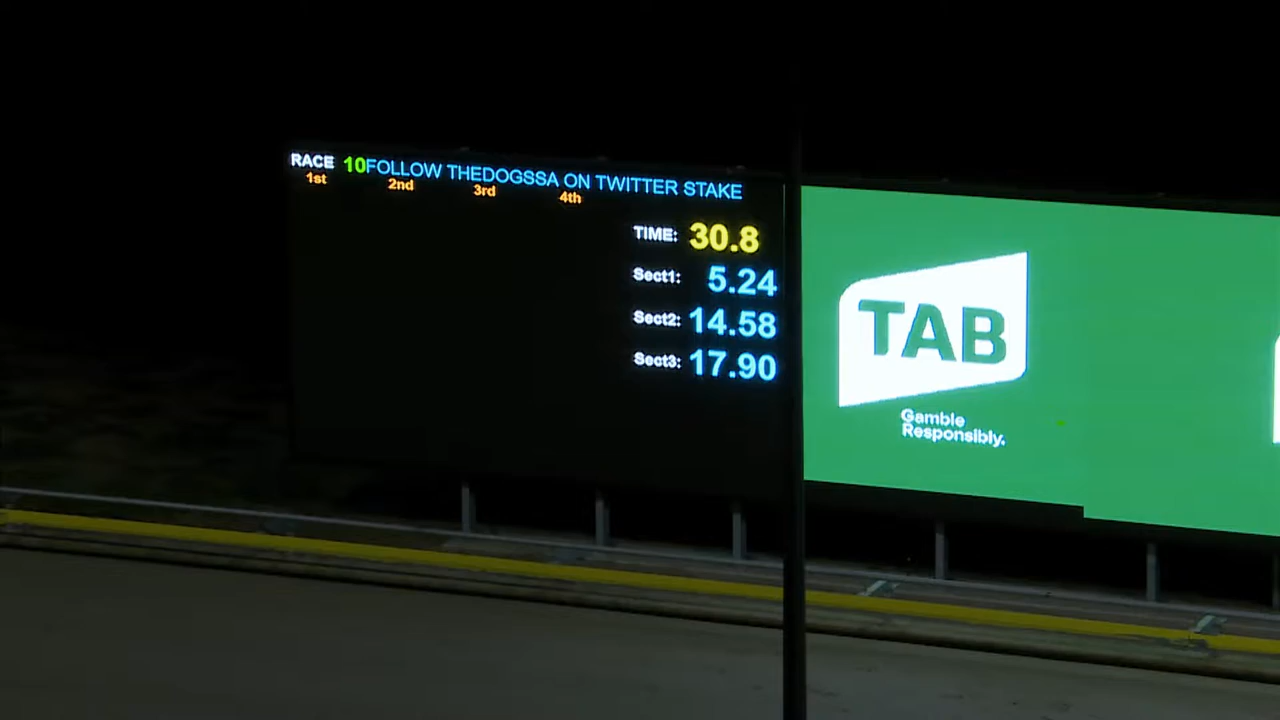 RACE 10FOLLOW THEDOGSSA ON TWITTER STAKE
1st 2nd 3rd 4th
TIME: 30.8
Sect1: 5.24
Sect2: 14.58
Sect3: 17.90
TAB
Gamble
Responsibly.